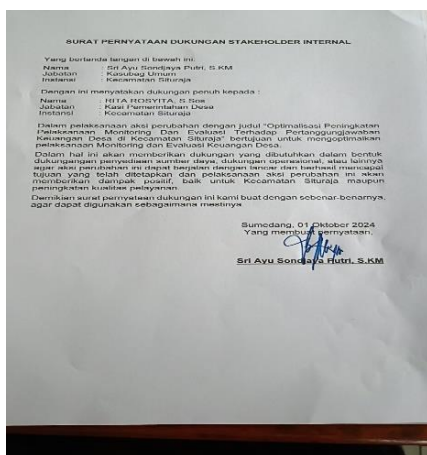 SURAT PERNYATAAN DUKUNGAN STAKEHOLDER INTERNAL
Yang bertanda tangan di bawah ini:
Nama : Sri Ayu Sondjaya Putri, S.KM
Jabatan : Kasubag Umum
Instansi : Kecamatan Situraja
Dengan ini menyatakan dukungan penuh kepada :
Nama : RITA ROSYITA, S.Sos
Jabatan : Kasi Pemerintahan Desa
Instansi : Kecamatan Situraja
Dalam pelaksanaan aksi perubahan dengan judul "Optimalisasi Peningkatan
Pelaksanaan Monitoring Dan Evaluasi Terhadap Pertanggungjawaban
Keuangan Desa di Kecamatan Situraja" bertujuan untuk mengoptimalkan
pelaksanaan Monitoring dan Evaluasi Keuangan Desa.
Dalam hal ini akan memberikan dukungan yang dibutuhkan dalam bentuk
dukungangan penyediaan sumber daya, dukungan operasional, atau lainnya
agar aksi perubahan ini dapat berjalan dengan lancar dan berhasil mencapai
tujuan yang telah ditetapkan dan pelaksanaan aksi perubahan ini akan
memberikan dampak positif, baik untuk Kecamatan Situraja maupun
peningkatan kualitas pelayanan.
Demikian surat pernyataan dukungan ini kami buat dengan sebenar-benarnya,
agar dapat digunakan sebagaimana mestinya.
Sumedang, 01 Oktober 2024
Yang membuat pernyataan,
Sri Ayu Sondjaya Putri, S.KM